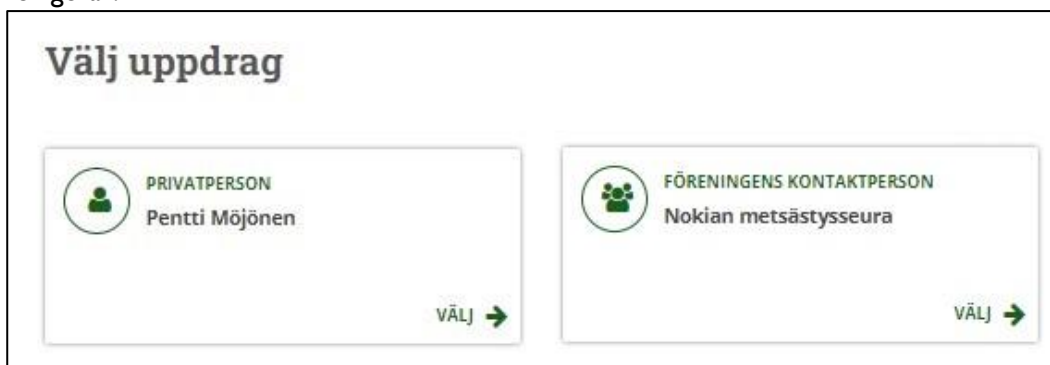 Välj uppdrag
PRIVATPERSON
Pentti Möjönen
VÄLJ
FÖRENINGENS KONTAKTPERSON
Nokian metsästysseura
VÄLJ